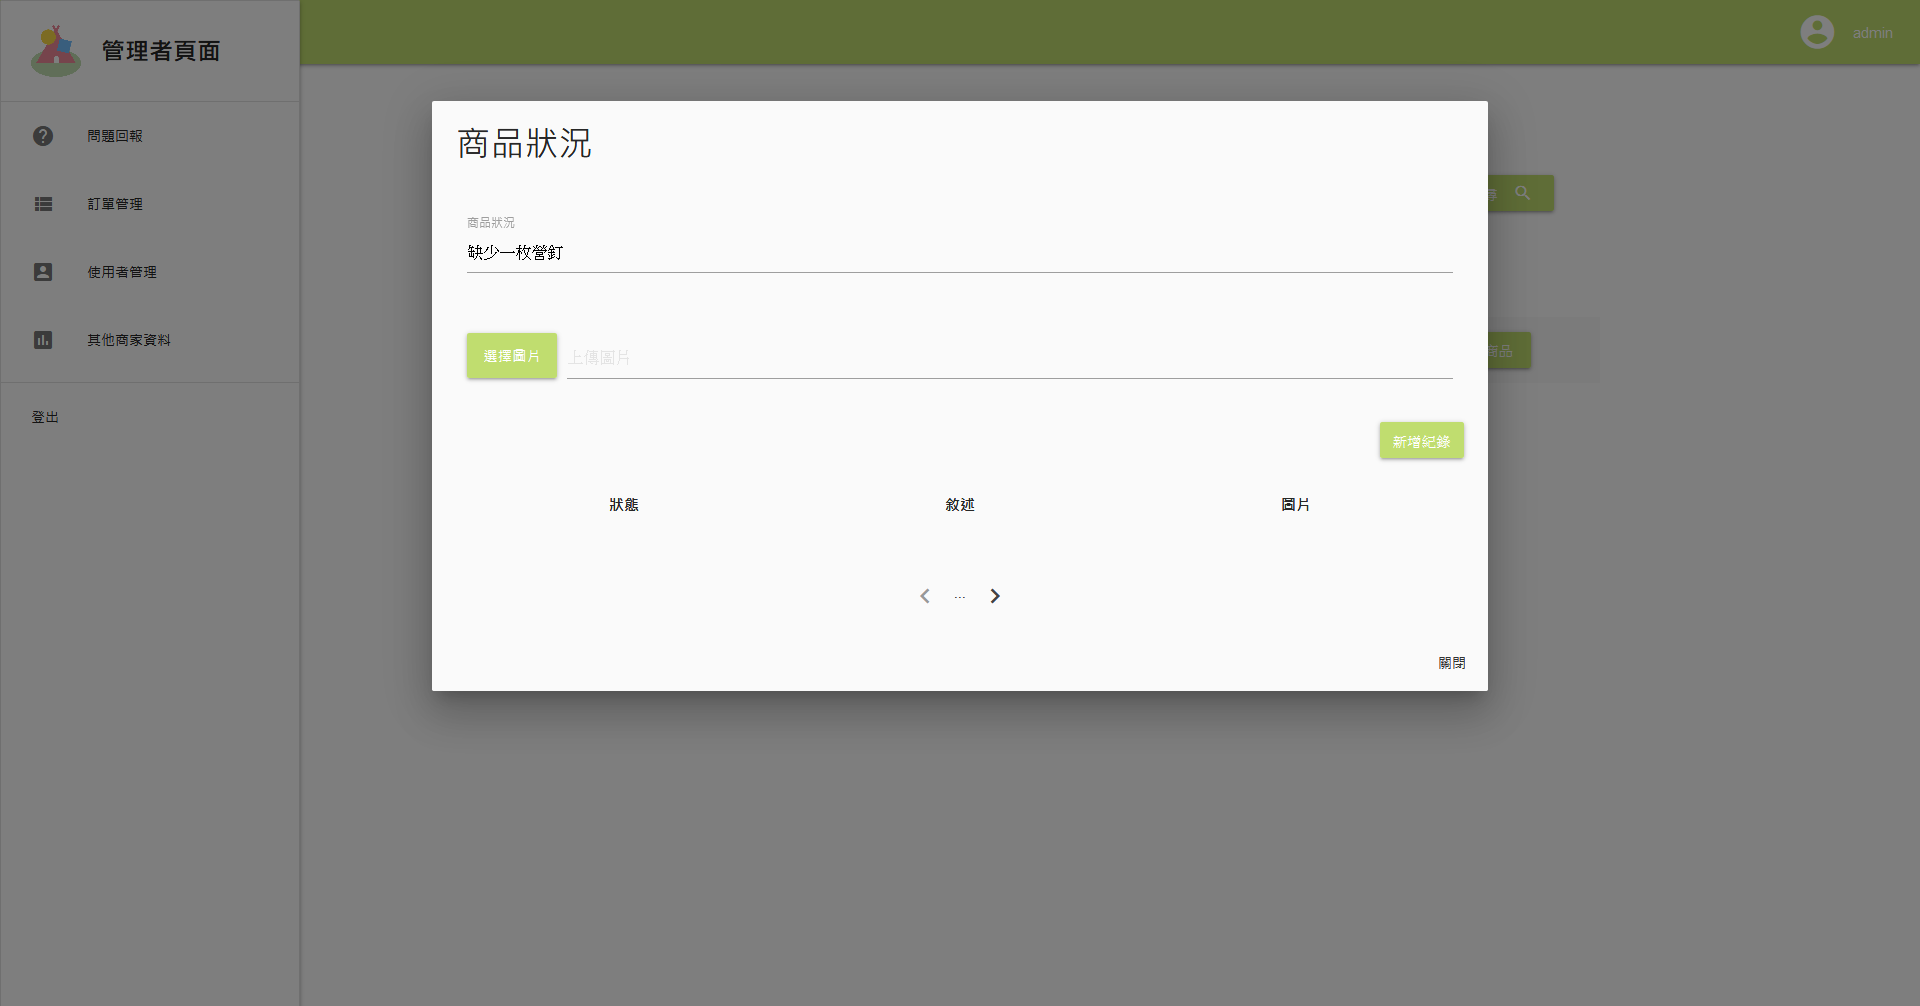 管理者頁面
admin
問題回報
訂單管理
使用者管理
其他商家資料
登出
商品狀況
商品狀況
缺少一枚營釘
選擇圖片
上傳圖片
商品
新增紀錄
狀態 敘述 圖片
...
關閉